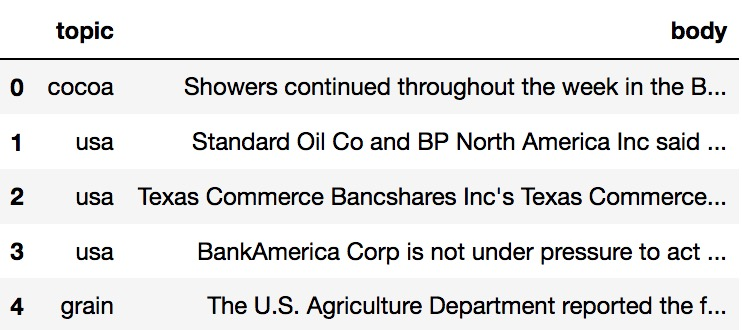 topic body
0 cocoa Showers continued throughout the week in the B...
1 usa Standard Oil Co and BP North America Inc said ...
2 usa Texas Commerce Bancshares Inc's Texas Commerce...
3 usa BankAmerica Corp is not under pressure to act ...
4 grain The U.S. Agriculture Department reported the f...